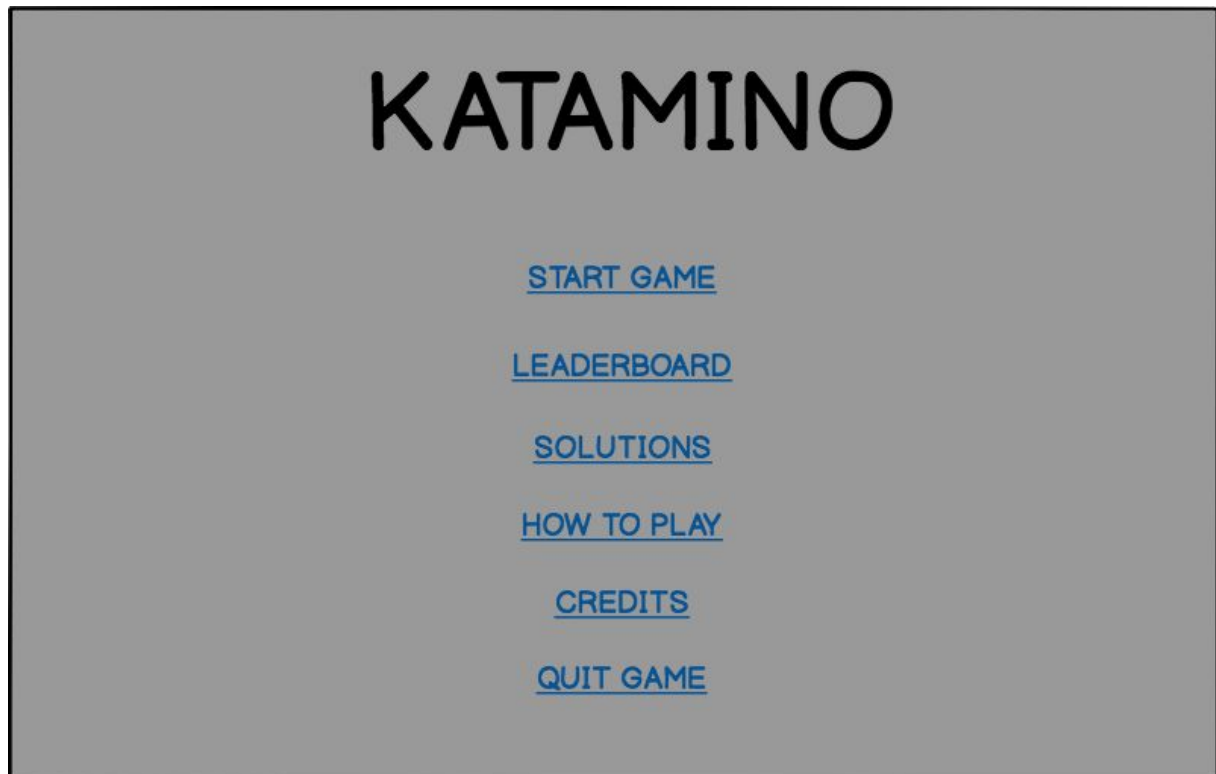 KATAMINO
START GAME
LEADERBOARD
SOLUTIONS
HOW TO PLAY
CREDITS
QUIT GAME